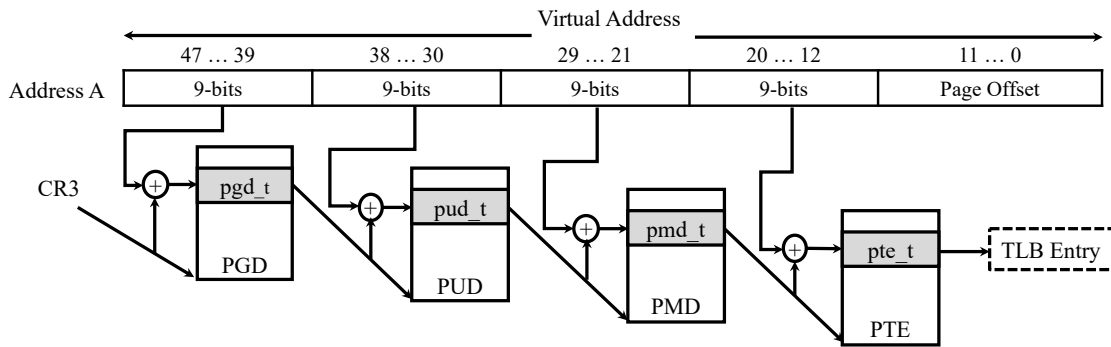 Virtual Address
47 … 39 38 … 30 29 … 21 20 … 12 11 … 0
Address A 9-bits 9-bits 9-bits 9-bits Page Offset
CR3
+ pgd_t
PGD
+ pud_t
PUD
+ pmd_t
PMD
+ pte_t
PTE
TLB Entry